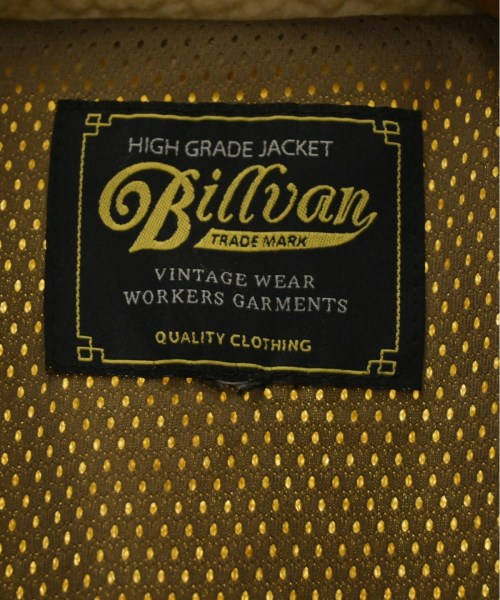 HIGH GRADE JACKET
Billvan
TRADE MARK
VINTAGE WEAR
WORKERS GARMENTS
QUALITY CLOTHING